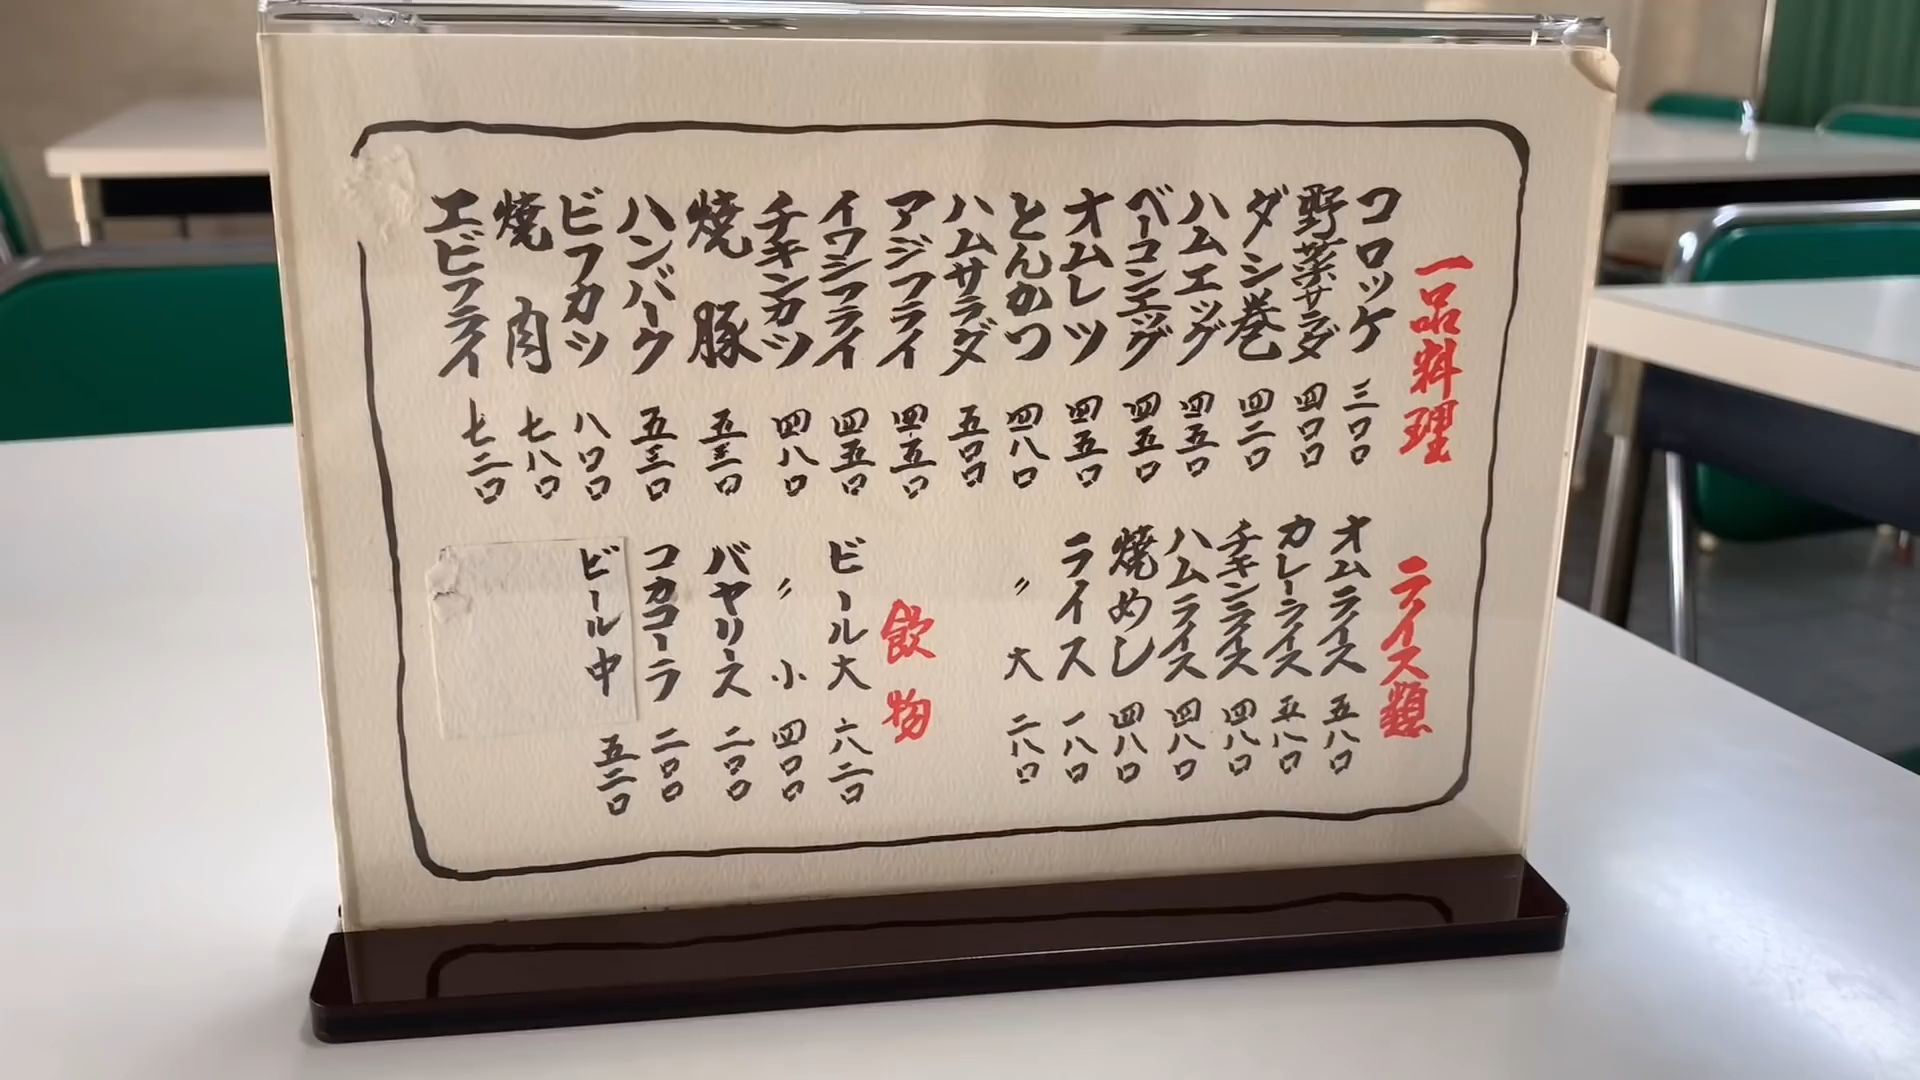 一品料理
コロッケ 三〇〇
野菜サラダ 四〇〇
ダシ巻 四二〇
ハムエッグ 四五〇
ベーコンエッグ 四五〇
オムレツ 四五〇
とんかつ 四八〇
ハムサラダ 五〇〇
アジフライ 四五〇
イワシフライ 四五〇
チキンカツ 四八〇
焼豚 五三〇
ハンバーク 五三〇
ビフカツ 八〇〇
焼肉 七八〇
エビフライ 七二〇
ライス類
オムライス 五八〇
カレーライス 五八〇
チキンライス 四八〇
ハムライス 四八〇
焼めし 四八〇
ライス 一八〇
〃 大 二八〇
飲物
ビール大 六八二〇
〃 小 四〇〇
バヤリース 二〇〇
コカコーラ 二〇〇
ビール中 五二〇